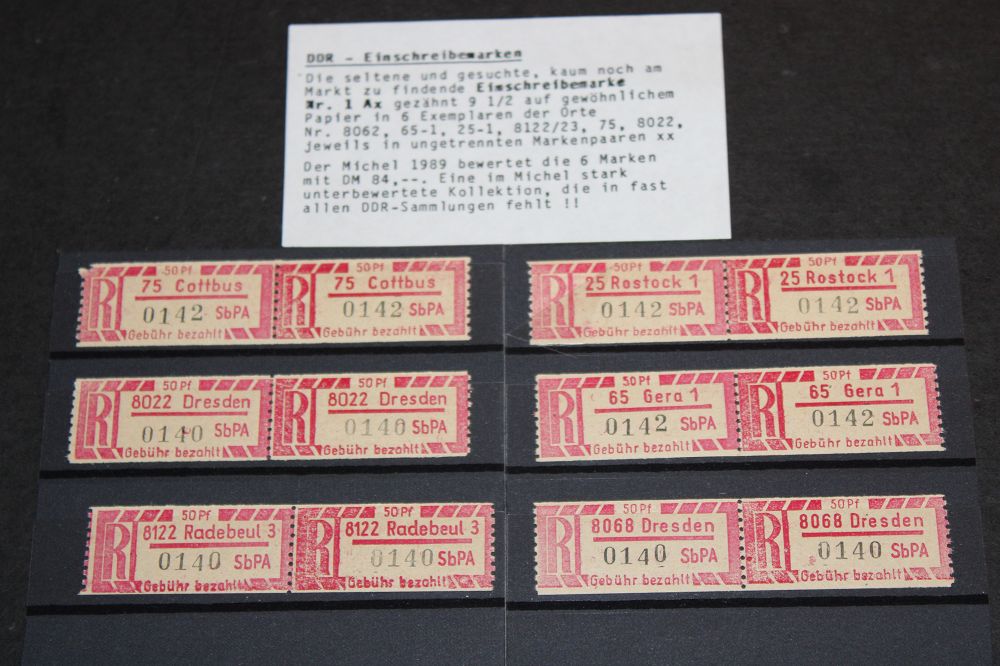 DDR - Einschreibemarken
Die seltene und gesuchte, kaum noch am
Markt zu findende Einschreibemarke
Nr. 1 Ax gezähnt 9 1/2 auf gewöhnlichem
Papier in 6 Exemplaren der Orte
Nr. 8062, 65-1, 25-1, 8122/23, 75, 8022,
jeweils in ungetrennten Markenpaaren xx
Der Michel 1989 bewertet die 6 Marken
mit DM 84,--. Eine im Michel stark
unterbewertete Kollektion, die in fast
allen DDR-Sammlungen fehlt !!
50 Pf
R 75 Cottbus
0142 SbPA
Gebühr bezahlt
50 Pf
R 75 Cottbus
0142 SbPA
Gebühr bezahlt
50 Pf
R 25 Rostock 1
0142 SbPA
Gebühr bezahlt
50 Pf
R 25 Rostock 1
0142 SbPA
Gebühr bezahlt
50 Pf
R 8022 Dresden
0140 SbPA
Gebühr bezahlt
50 Pf
R 8022 Dresden
0140 SbPA
Gebühr bezahlt
50 Pf
R 65 Gera 1
0142 SbPA
Gebühr bezahlt
50 Pf
R 65 Gera 1
0142 SbPA
Gebühr bezahlt
50 Pf
R 8122 Radebeul 3
0140 SbPA
Gebühr bezahlt
50 Pf
R 8122 Radebeul 3
0140 SbPA
Gebühr bezahlt
50 Pf
R 8068 Dresden
0140 SbPA
Gebühr bezahlt
50 Pf
R 8068 Dresden
0140 SbPA
Gebühr bezahlt